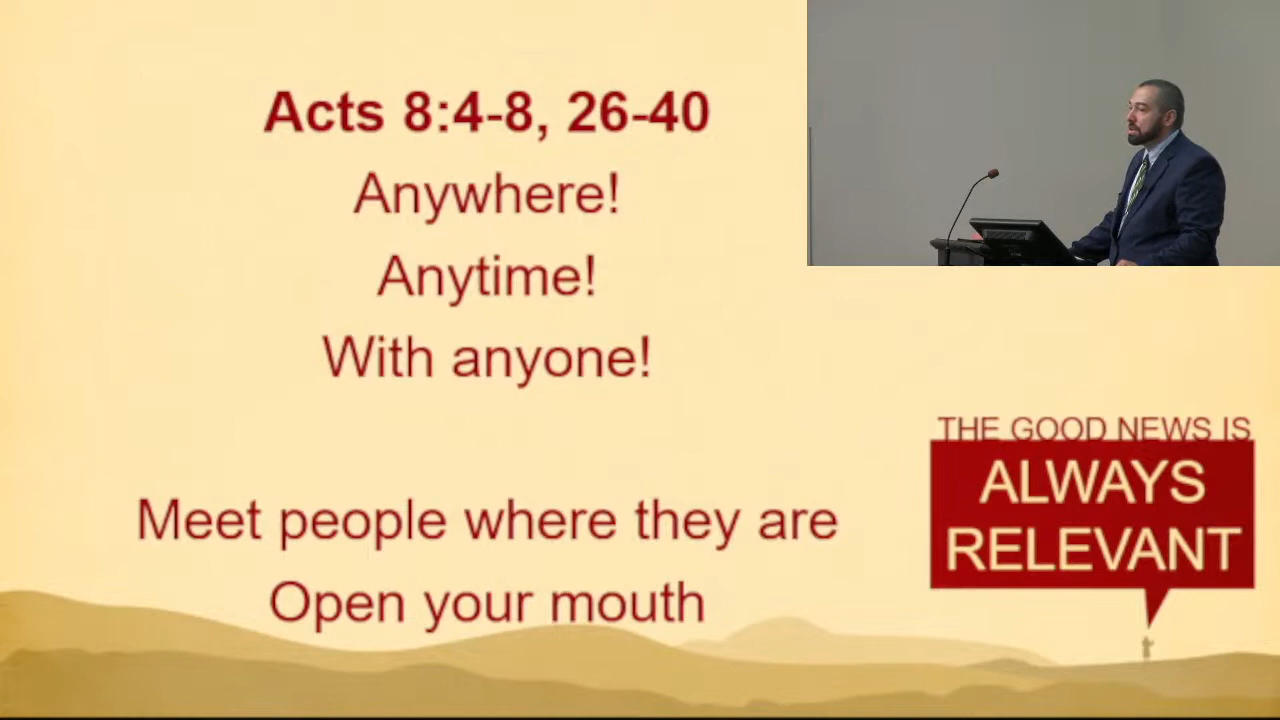 Acts 8:4-8, 26-40
Anywhere!
Anytime!
With anyone!
Meet people where they are
Open your mouth
THE GOOD NEWS IS
ALWAYS
RELEVANT